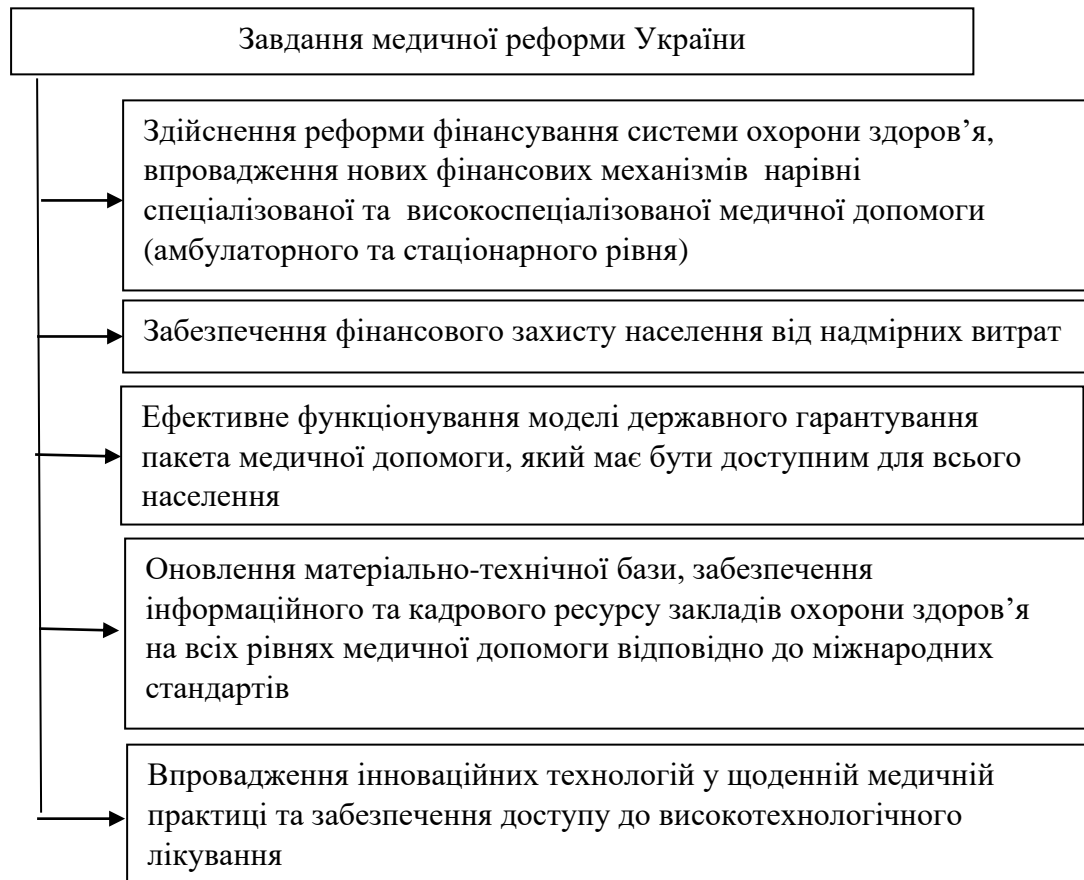 Завдання медичної реформи України
Здійснення реформи фінансування системи охорони здоров’я,
впровадження нових фінансових механізмів нарівні
спеціалізованої та високоспеціалізованої медичної допомоги
(амбулаторного та стаціонарного рівня)
Забезпечення фінансового захисту населення від надмірних витрат
Ефективне функціонування моделі державного гарантування
пакета медичної допомоги, який має бути доступним для всього
населення
Оновлення матеріально-технічної бази, забезпечення
інформаційного та кадрового ресурсу закладів охорони здоров’я
на всіх рівнях медичної допомоги відповідно до міжнародних
стандартів
Впровадження інноваційних технологій у щоденній медичній
практиці та забезпечення доступу до високотехнологічного
лікування